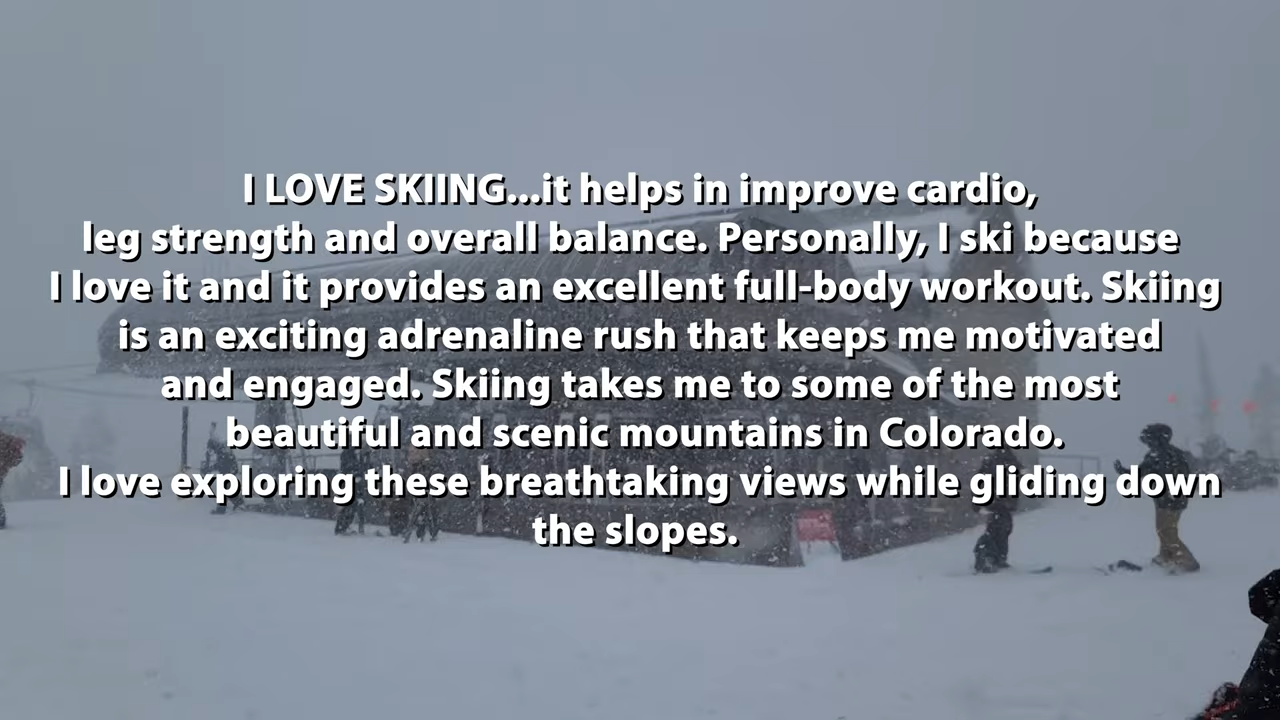 I LOVE SKIING...it helps in improve cardio,
leg strength and overall balance. Personally, I ski because
I love it and it provides an excellent full-body workout. Skiing
is an exciting adrenaline rush that keeps me motivated
and engaged. Skiing takes me to some of the most
beautiful and scenic mountains in Colorado.
I love exploring these breathtaking views while gliding down
the slopes.